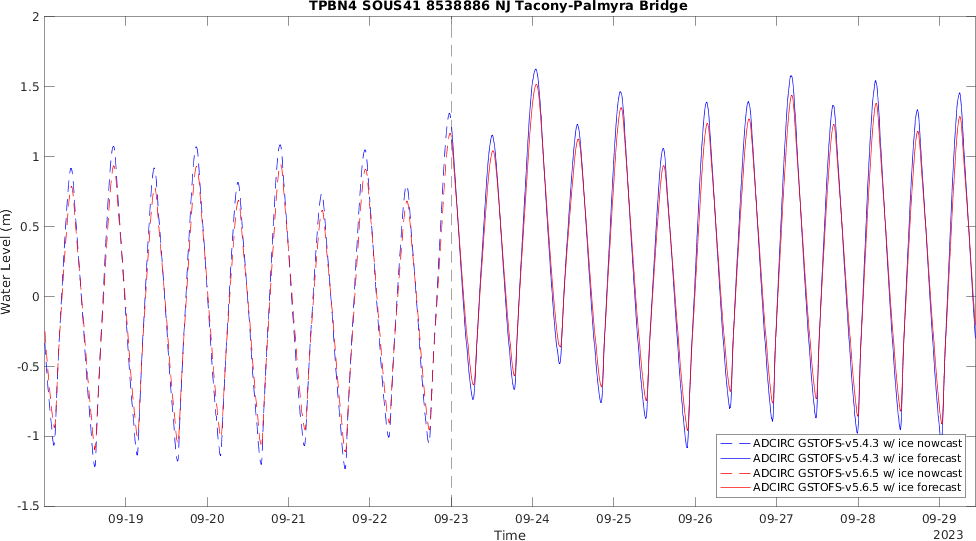 TPBN4 SOUS41 8538886 NJ Tacony-Palmyra Bridge
2
1.5
1
0.5
0
-0.5
-1
-1.5
Water Level (m)
09-19 09-20 09-21 09-22 09-23 09-24 09-25 09-26 09-27 09-28 09-29
Time
2023
ADCIRC GSTOFS-v5.4.3 w/ ice nowcast
ADCIRC GSTOFS-v5.4.3 w/ ice forecast
ADCIRC GSTOFS-v5.6.5 w/ ice nowcast
ADCIRC GSTOFS-v5.6.5 w/ ice forecast